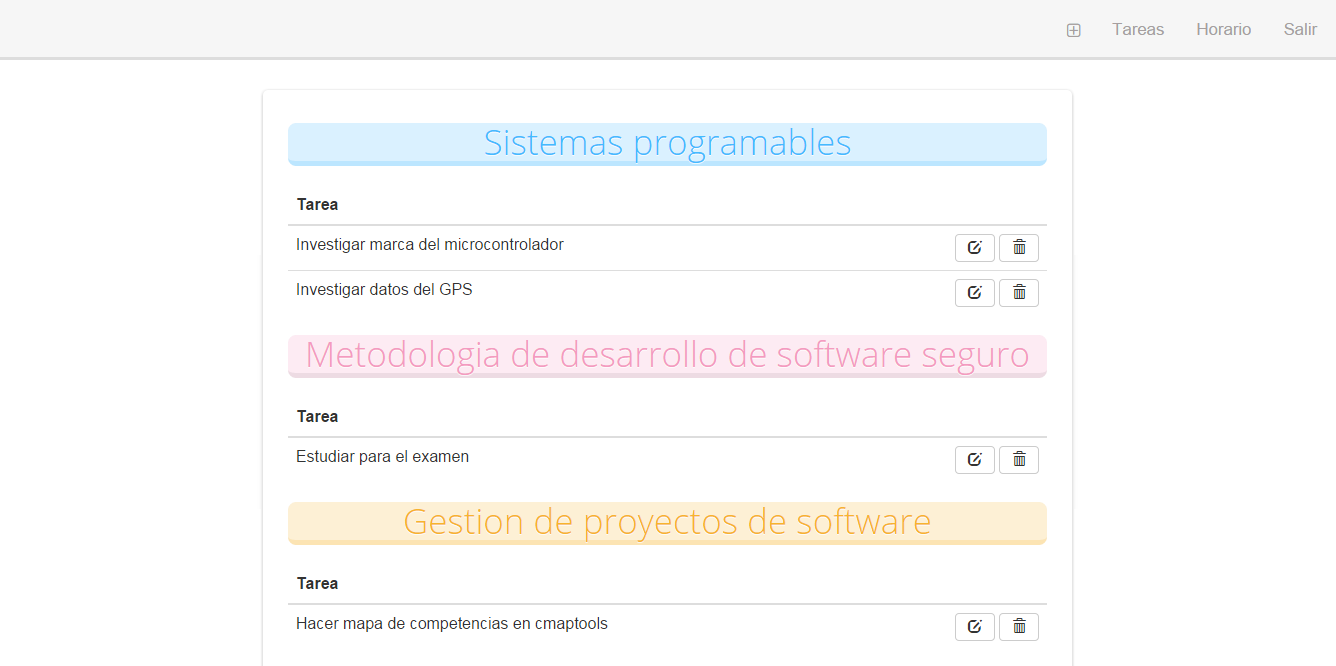 Tareas Horario Salir
Sistemas programables
Tarea
Investigar marca del microcontrolador
Investigar datos del GPS
Metodologia de desarrollo de software seguro
Tarea
Estudiar para el examen
Gestion de proyectos de software
Tarea
Hacer mapa de competencias en cmaptools